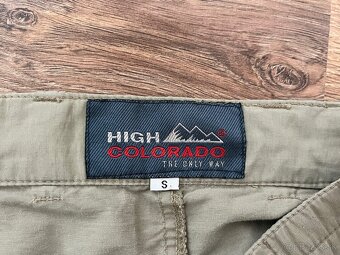 HIGH
COLORADO
THE ONLY WAY
S